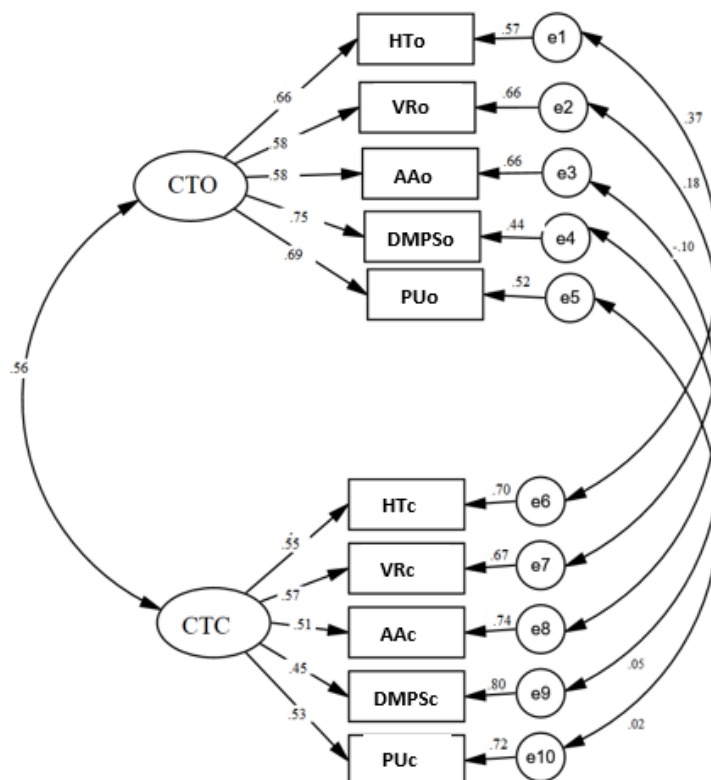 HTo
.57
e1
.66
.37
VRo
.66
e2
.58
.18
AAo
.66
e3
.58
CTO
-.10
.75
DMPSo
.44
e4
.69
PUo
.52
e5
.56
HTc
.70
e6
.55
VRc
.67
e7
.57
CTC
.51
AAc
.74
e8
.45
DMPSc
.80
e9
.05
.53
PUc
.72
e10
.02